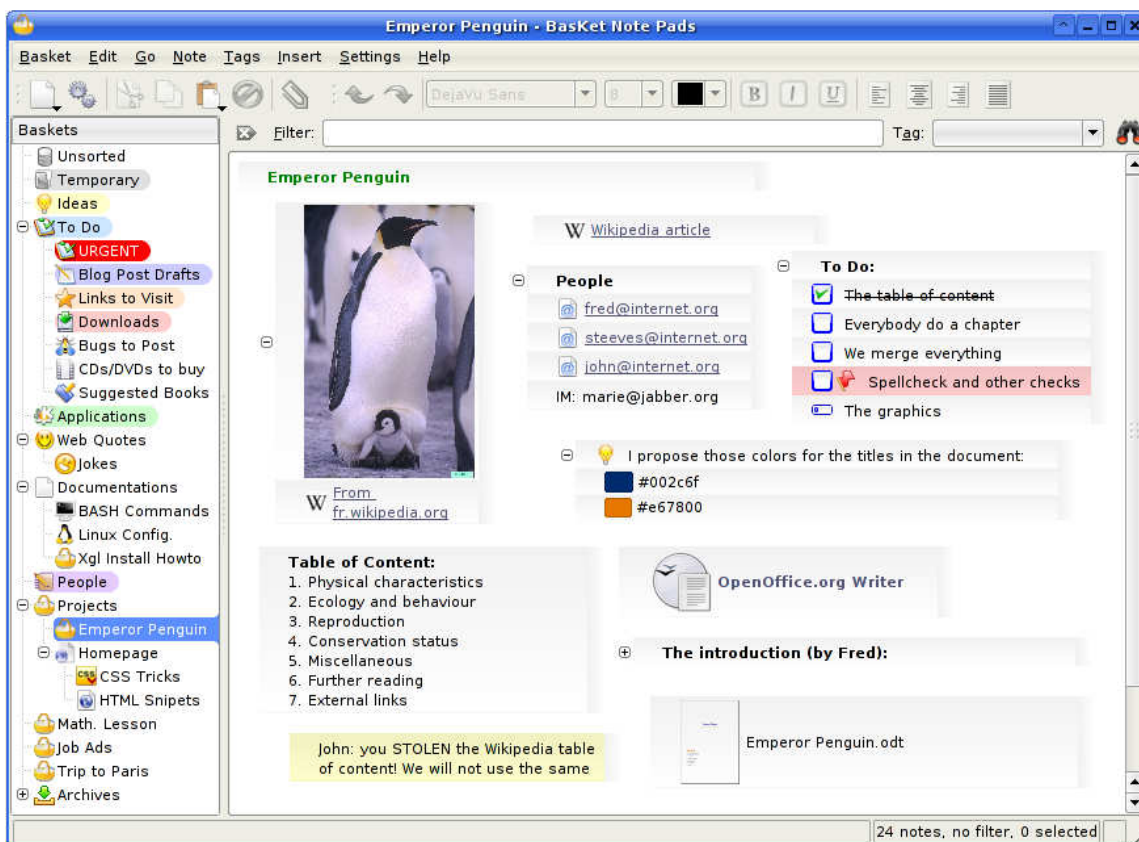 Emperor Penguin - BasKet Note Pads
Basket Edit Go Note Tags Insert Settings Help
DejaVu Sans 8 B I U
Baskets
Filter:
Tag:
Unsorted
Temporary
Ideas
To Do
URGENT
Blog Post Drafts
Links to Visit
Downloads
Bugs to Post
CDs/DVDs to buy
Suggested Books
Applications
Web Quotes
Jokes
Documentations
BASH Commands
Linux Config.
Xgl Install Howto
People
Projects
Emperor Penguin
Homepage
CSS Tricks
HTML Snipets
Math. Lesson
Job Ads
Trip to Paris
Archives
Emperor Penguin
W From
fr.wikipedia.org
W Wikipedia article
People
fred@internet.org
steeves@internet.org
john@internet.org
IM: marie@jabber.org
To Do:
The table of content
Everybody do a chapter
We merge everything
Spellcheck and other checks
The graphics
I propose those colors for the titles in the document:
#002c6f
#e67800
Table of Content:
1. Physical characteristics
2. Ecology and behaviour
3. Reproduction
4. Conservation status
5. Miscellaneous
6. Further reading
7. External links
John: you STOLEN the Wikipedia table
of content! We will not use the same
OpenOffice.org Writer
The introduction (by Fred):
Emperor Penguin.odt
24 notes, no filter, 0 selected